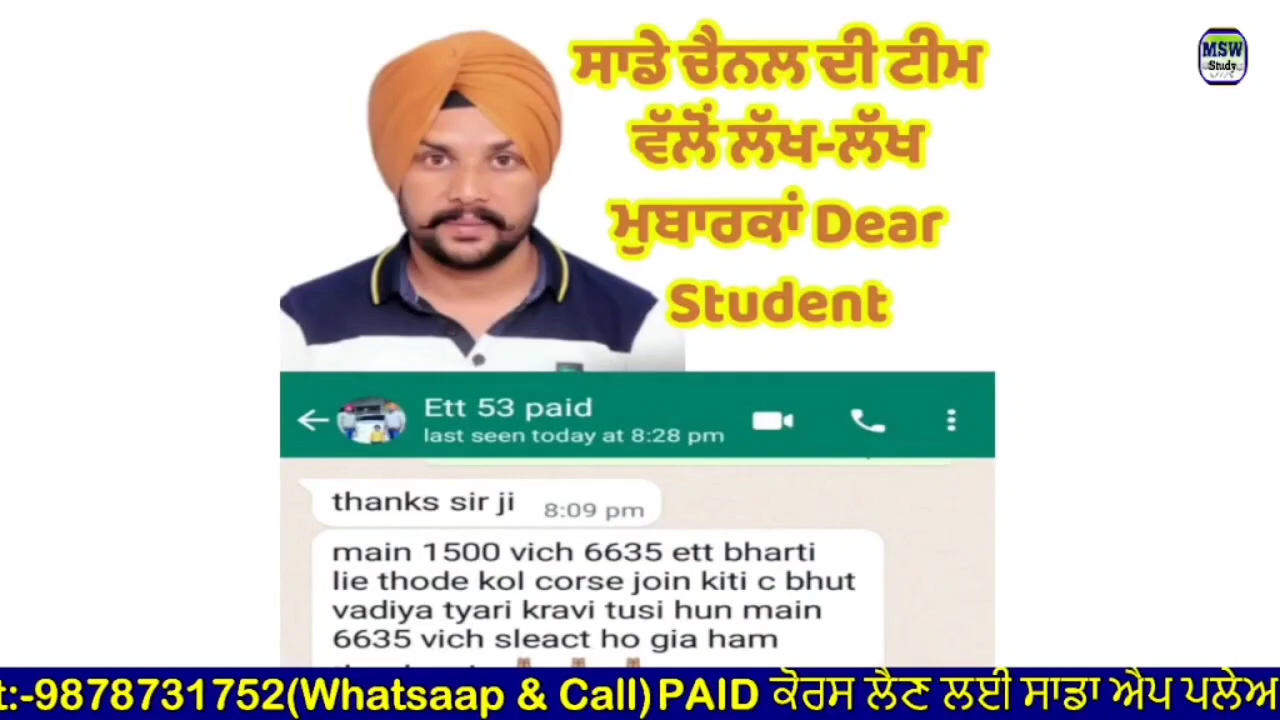 ਸਾਡੇ ਚੈਨਲ ਦੀ ਟੀਮ
ਵੱਲੋਂ ਲੱਖ-ਲੱਖ
ਮੁਬਾਰਕਾਂ Dear
Student
MSW
Study
Ett 53 paid
last seen today at 8:28 pm
thanks sir ji 8:09 pm
main 1500 vich 6635 ett bharti
lie thode kol corse join kiti c bhut
vadiya tyari kravi tusi hun main
6635 vich sleact ho gia ham
t:-9878731752(Whatsaap & Call) PAID ਕੋਰਸ ਲੈਣ ਲਈ ਸਾਡਾ ਐਪ ਪਲੇਅ